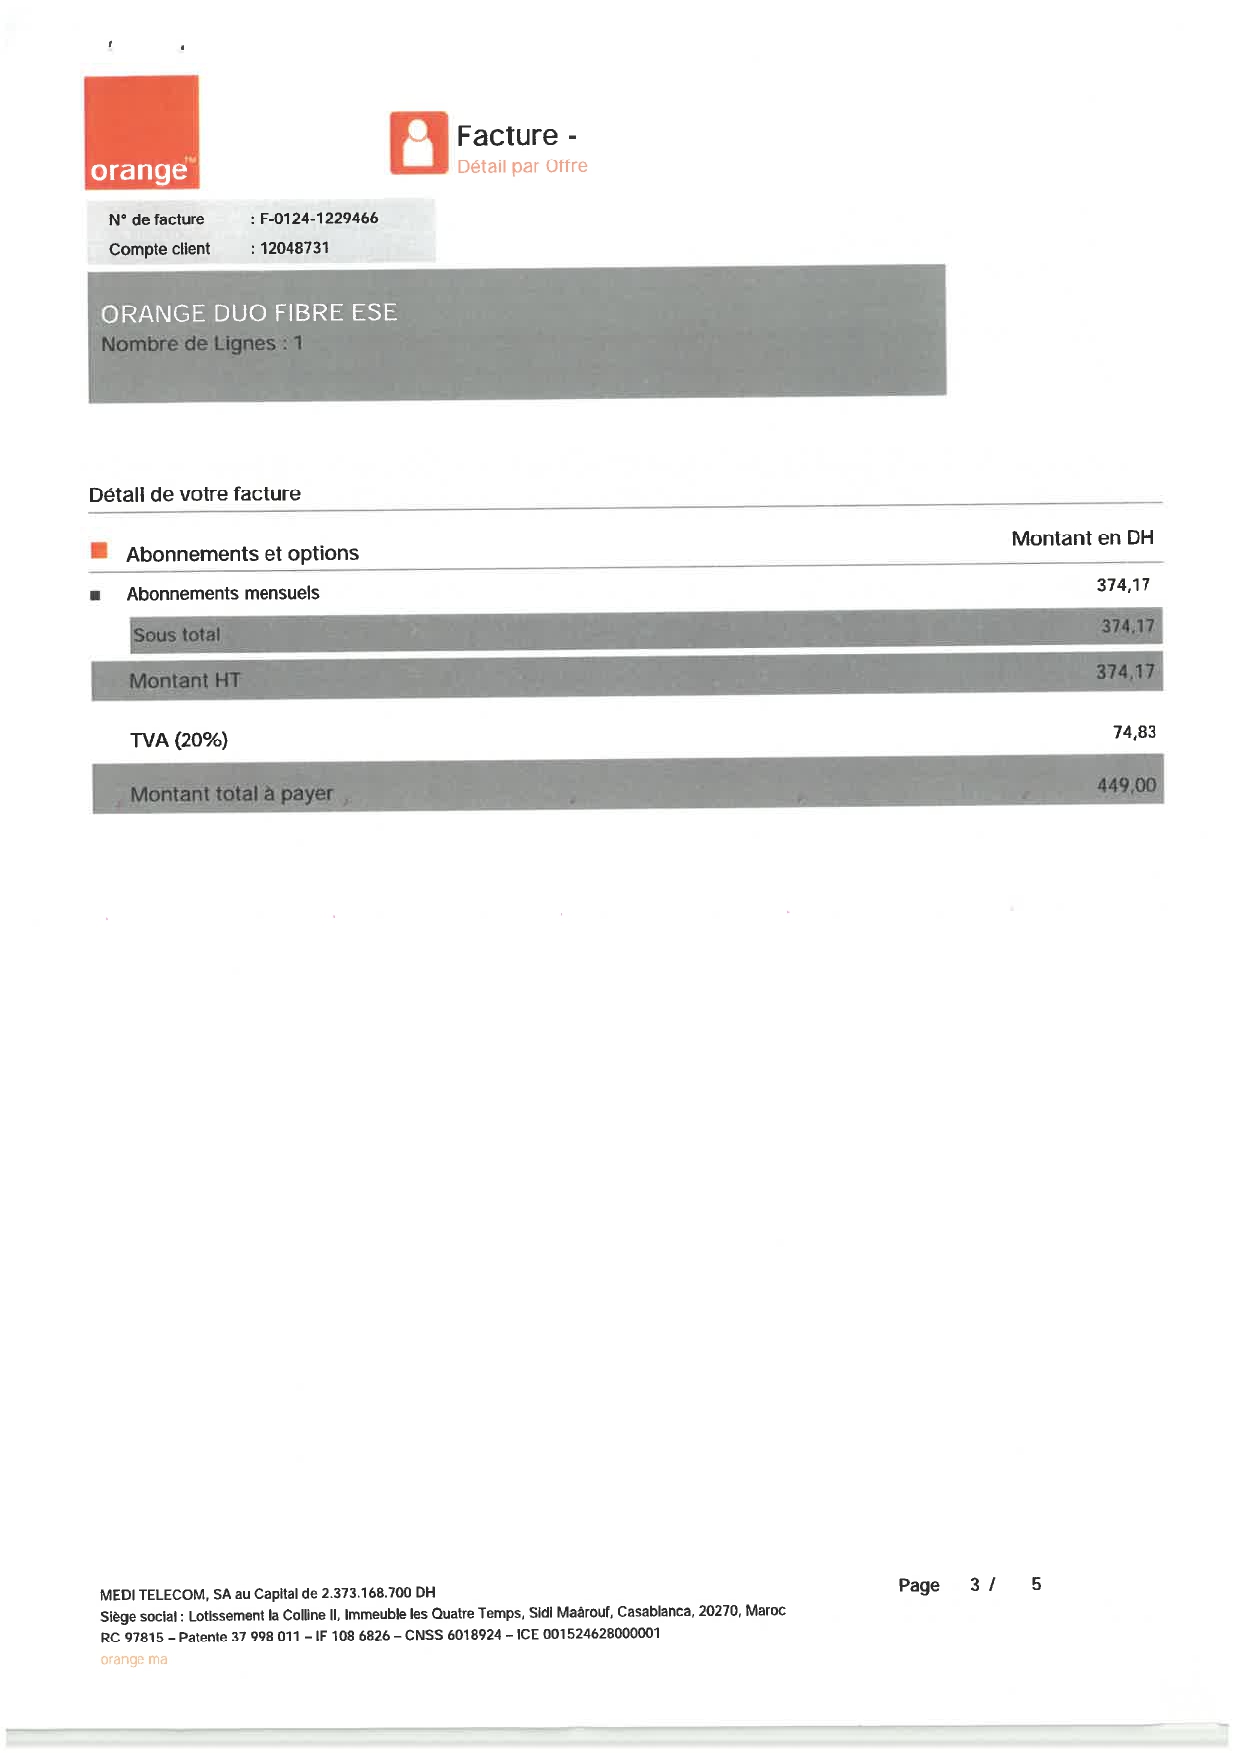 orange™
Facture -
Détail par Offre
N° de facture : F-0124-1229466
Compte client : 12048731
ORANGE DUO FIBRE ESE
Nombre de Lignes : 1
Détail de votre facture
Abonnements et options Montant en DH
Abonnements mensuels 374,17
Sous total 374,17
Montant HT 374,17
TVA (20%) 74,83
Montant total à payer 449,00
MEDI TELECOM, SA au Capital de 2.373.168.700 DH
Siège social : Lotissement la Colline II, Immeuble les Quatre Temps, Sidi Maârouf, Casablanca, 20270, Maroc
RC 97815 – Patente 37 998 011 – IF 108 6826 – CNSS 6018924 – ICE 001524628000001
orange ma
Page 3 / 5